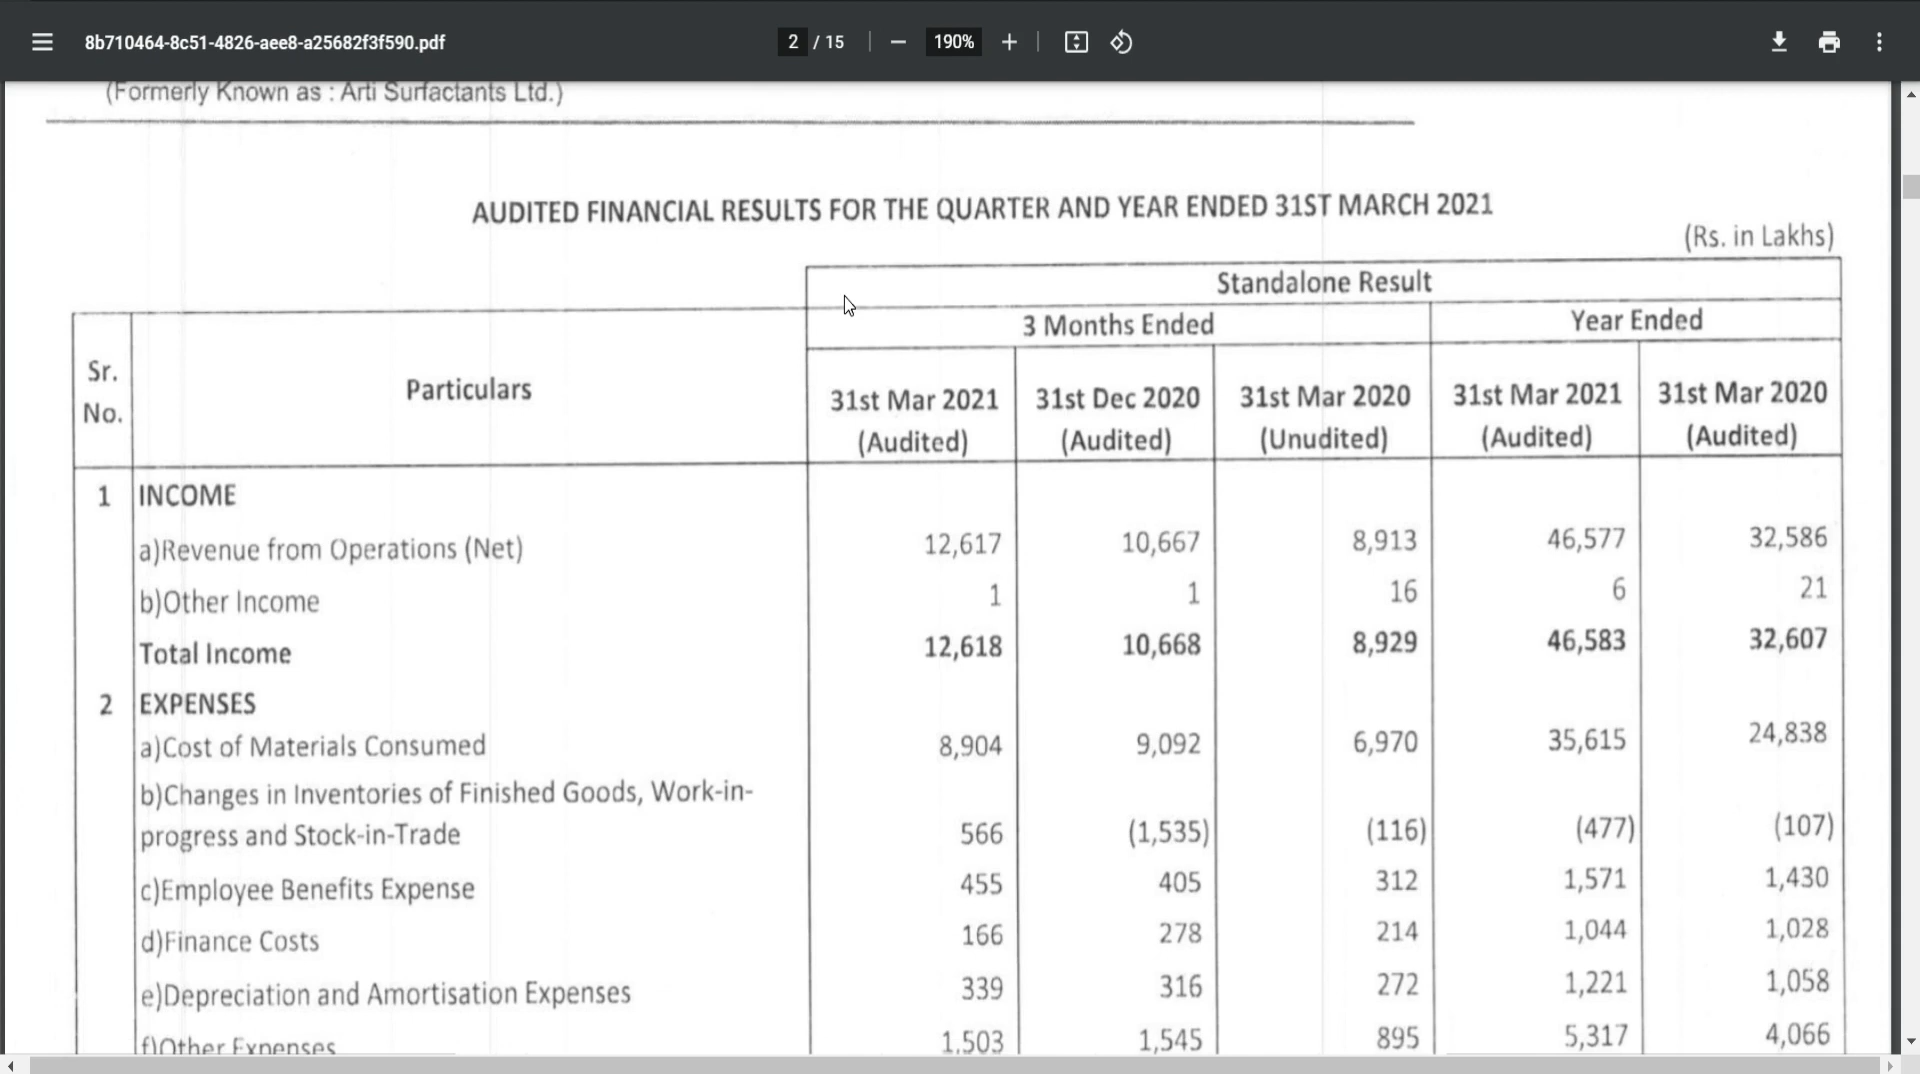 8b710464-8c51-4826-aee8-a25682f3f590.pdf
2 / 15
190%
(Formerly Known as : Arti Surfactants Ltd.)
AUDITED FINANCIAL RESULTS FOR THE QUARTER AND YEAR ENDED 31ST MARCH 2021
(Rs. in Lakhs)
Standalone Result
3 Months Ended Year Ended
Sr. No. Particulars 31st Mar 2021 (Audited) 31st Dec 2020 (Audited) 31st Mar 2020 (Unudited) 31st Mar 2021 (Audited) 31st Mar 2020 (Audited)
1 INCOME
a)Revenue from Operations (Net) 12,617 10,667 8,913 46,577 32,586
b)Other Income 1 1 16 6 21
Total Income 12,618 10,668 8,929 46,583 32,607
2 EXPENSES
a)Cost of Materials Consumed 8,904 9,092 6,970 35,615 24,838
b)Changes in Inventories of Finished Goods, Work-in-
progress and Stock-in-Trade 566 (1,535) (116) (477) (107)
c)Employee Benefits Expense 455 405 312 1,571 1,430
d)Finance Costs 166 278 214 1,044 1,028
e)Depreciation and Amortisation Expenses 339 316 272 1,221 1,058
f)Other Expenses 1,503 1,545 895 5,317 4,066